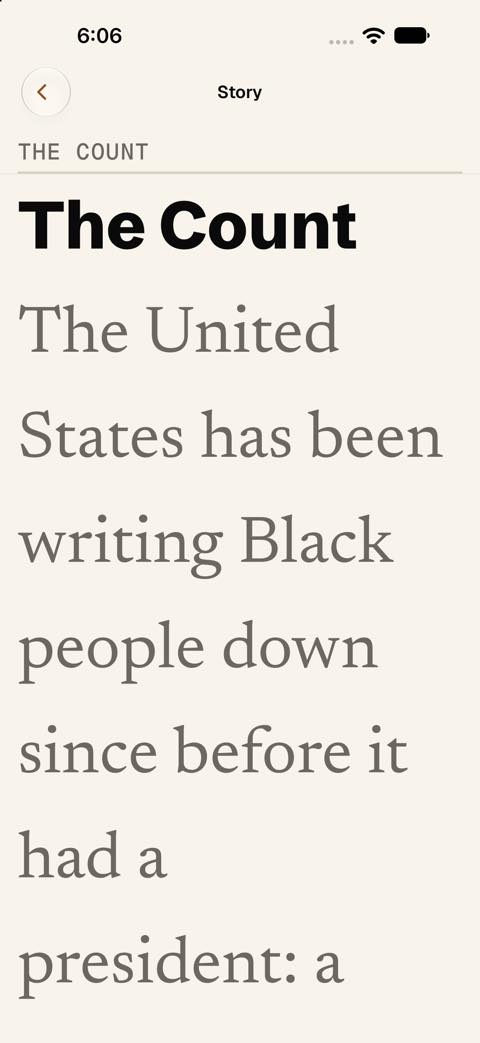 6:06
Story
THE COUNT
The Count
The United
States has been
writing Black
people down
since before it
had a
president: a